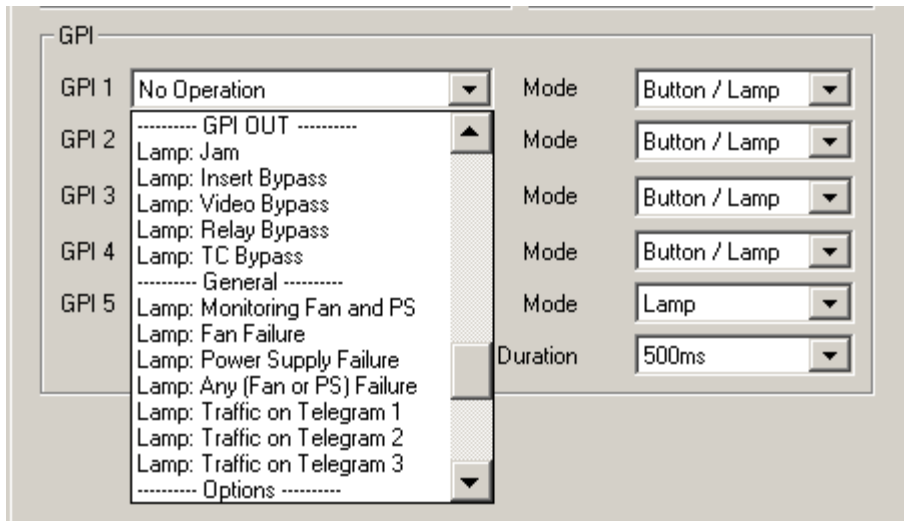 GPI
GPI 1 No Operation Mode Button / Lamp
---------- GPI OUT ----------
GPI 2 Mode Button / Lamp
Lamp: Jam
Lamp: Insert Bypass
GPI 3 Mode Button / Lamp
Lamp: Video Bypass
Lamp: Relay Bypass
GPI 4 Mode Button / Lamp
Lamp: TC Bypass
---------- General ----------
GPI 5 Mode Lamp
Lamp: Monitoring Fan and PS
Lamp: Fan Failure
Duration 500ms
Lamp: Power Supply Failure
Lamp: Any (Fan or PS) Failure
Lamp: Traffic on Telegram 1
Lamp: Traffic on Telegram 2
Lamp: Traffic on Telegram 3
---------- Options ----------